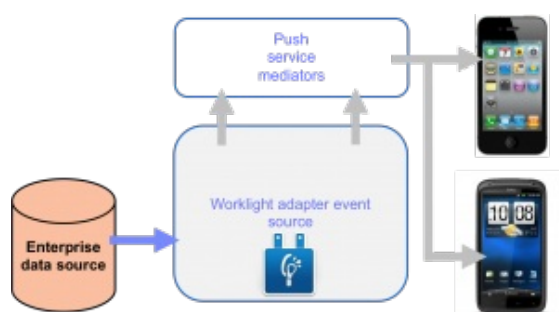 Push
service
mediators
Worklight adapter event
source
Enterprise
data source
10 08